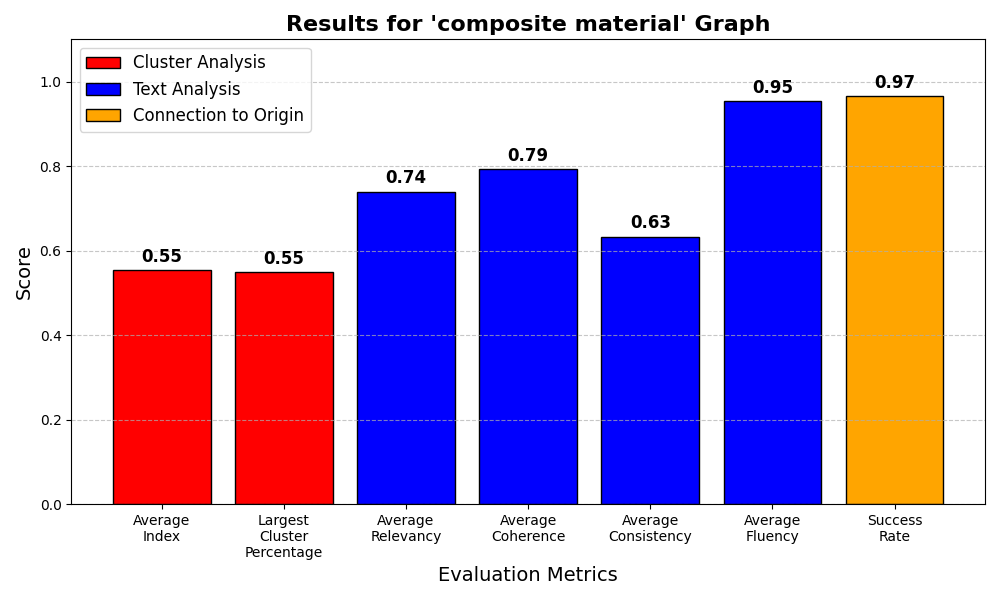 Results for 'composite material' Graph
Cluster Analysis
Text Analysis
Connection to Origin
Score
1.0
0.8
0.6
0.4
0.2
0.0
0.55
0.55
0.74
0.79
0.63
0.95
0.97
Average
Index
Largest
Cluster
Percentage
Average
Relevancy
Average
Coherence
Average
Consistency
Average
Fluency
Success
Rate
Evaluation Metrics